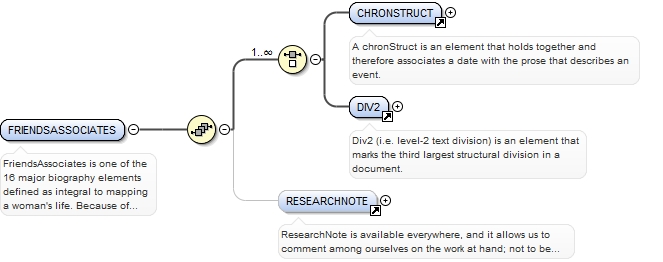 CHRONSTRUCT
A chronStruct is an element that holds together and
therefore associates a date with the prose that describes an
event.
1..∞
FRIENDSASSOCIATES
FriendsAssociates is one of the
16 major biography elements
defined as integral to mapping
a woman's life. Because of...
DIV2
Div2 (i.e. level-2 text division) is an element that
marks the third largest structural division in a
document.
RESEARCHNOTE
ResearchNote is available everywhere, and it allows us to
comment among ourselves on the work at hand; not to be...